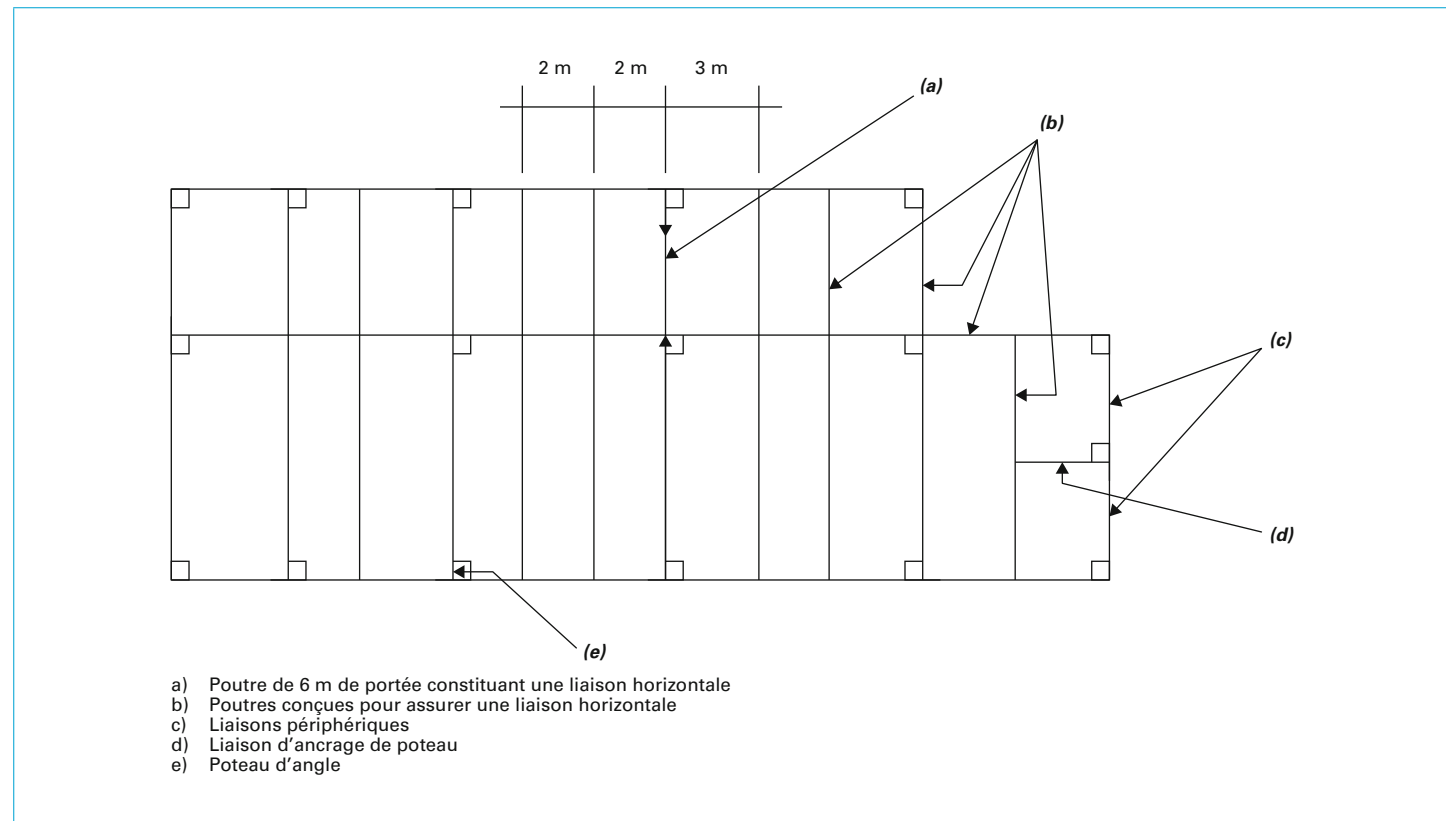 2 m 2 m 3 m
(a)
(b)
(c)
(d)
(e)
a) Poutre de 6 m de portée constituant une liaison horizontale
b) Poutres conçues pour assurer une liaison horizontale
c) Liaisons périphériques
d) Liaison d’ancrage de poteau
e) Poteau d’angle